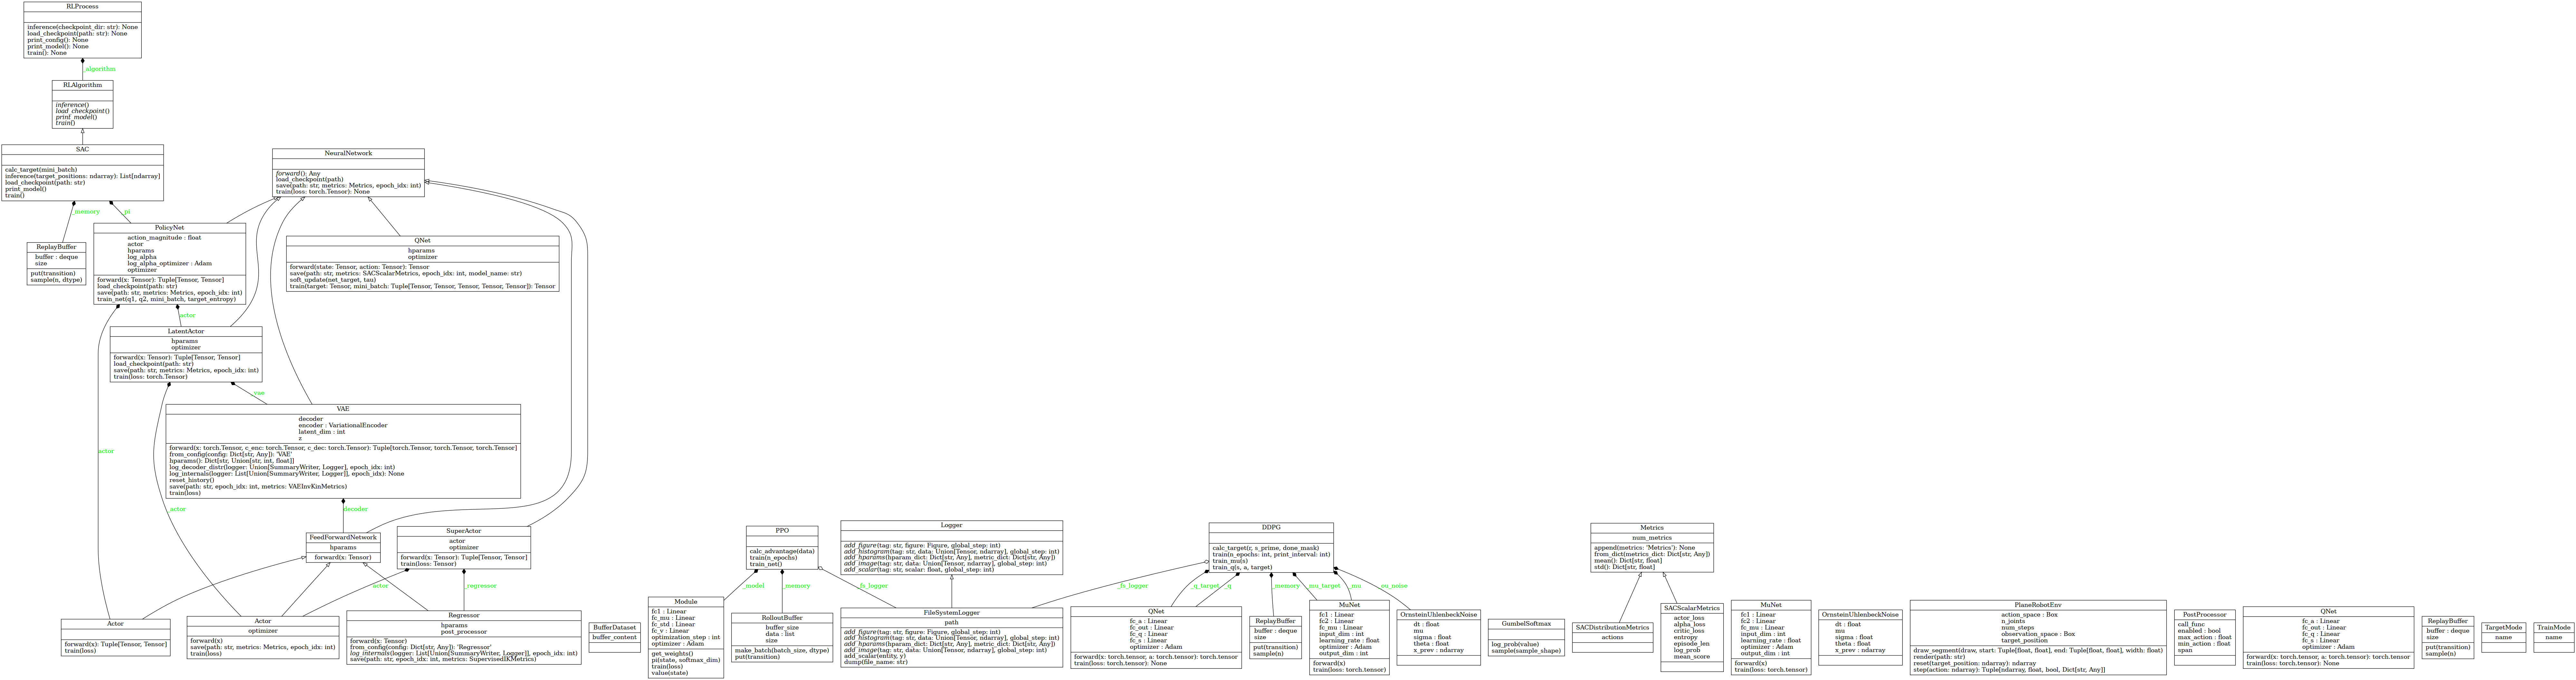 RLProcess
inference(checkpoint_dir: str): None
load_checkpoint(path: str): None
print_config(): None
print_model(): None
train(): None
_algorithm
RLAlgorithm
inference()
load_checkpoint()
print_model()
train()
SAC
calc_target(mini_batch)
inference(target_positions: ndarray): List[ndarray]
load_checkpoint(path: str)
print_model()
train()
NeuralNetwork
forward(): Any
load_checkpoint(path)
save(path: str, metrics: Metrics, epoch_idx: int)
train(loss: torch.Tensor): None
_memory
_pi
ReplayBuffer
buffer : deque
size
put(transition)
sample(n, dtype)
PolicyNet
action_magnitude : float
actor
hparams
log_alpha
log_alpha_optimizer : Adam
optimizer
forward(x: Tensor): Tuple[Tensor, Tensor]
load_checkpoint(path: str)
save(path: str, metrics: Metrics, epoch_idx: int)
train_net(q1, q2, mini_batch, target_entropy)
QNet
hparams
optimizer
forward(state: Tensor, action: Tensor): Tensor
save(path: str, metrics: SACScalarMetrics, epoch_idx: int, model_name: str)
soft_update(net_target, tau)
train(target: Tensor, mini_batch: Tuple[Tensor, Tensor, Tensor, Tensor, Tensor]): Tensor
actor
LatentActor
hparams
optimizer
forward(x: Tensor): Tuple[Tensor, Tensor]
load_checkpoint(path: str)
save(path: str, metrics: Metrics, epoch_idx: int)
train(loss: torch.Tensor)
_vae
VAE
decoder
encoder : VariationalEncoder
latent_dim : int
z
forward(x: torch.Tensor, c_enc: torch.Tensor, c_dec: torch.Tensor): Tuple[torch.Tensor, torch.Tensor, torch.Tensor]
from_config(config: Dict[str, Any]): 'VAE'
hparams(): Dict[str, Union[str, int, float]]
log_decoder_distr(logger: Union[SummaryWriter, Logger], epoch_idx: int)
log_internals(logger: List[Union[SummaryWriter, Logger]], epoch_idx): None
reset_history()
save(path: str, epoch_idx: int, metrics: VAEInvKinMetrics)
train(loss)
actor
_actor
decoder
FeedForwardNetwork
hparams
forward(x: Tensor)
SuperActor
actor
optimizer
forward(x: Tensor): Tuple[Tensor, Tensor]
train(loss: Tensor)
actor
_regressor
Actor
forward(x): Tuple[Tensor, Tensor]
train(loss)
Actor
optimizer
forward(x)
save(path: str, metrics: Metrics, epoch_idx: int)
train(loss)
Regressor
hparams
post_processor
forward(x: Tensor)
from_config(config: Dict[str, Any]): 'Regressor'
log_internals(logger: List[Union[SummaryWriter, Logger]], epoch_idx: int)
save(path: str, epoch_idx: int, metrics: SupervisedIKMetrics)
BufferDataset
buffer_content
PPO
calc_advantage(data)
train(n_epochs)
train_net()
_model
_memory
fs_logger
Module
fc1 : Linear
fc_mu : Linear
fc_std : Linear
fc_v : Linear
optimization_step : int
optimizer : Adam
get_weights()
pi(state, softmax_dim)
train(loss)
value(state)
RolloutBuffer
buffer_size
data : list
size
make_batch(batch_size, dtype)
put(transition)
Logger
add_figure(tag: str, figure: Figure, global_step: int)
add_histogram(tag: str, data: Union[Tensor, ndarray], global_step: int)
add_hparams(hparam_dict: Dict[str, Any], metric_dict: Dict[str, Any])
add_image(tag: str, data: Union[Tensor, ndarray], global_step: int)
add_scalar(tag: str, scalar: float, global_step: int)
FileSystemLogger
path
add_figure(tag: str, figure: Figure, global_step: int)
add_histogram(tag: str, data: Union[Tensor, ndarray], global_step: int)
add_hparams(hparam_dict: Dict[str, Any], metric_dict: Dict[str, Any])
add_image(tag: str, data: Union[Tensor, ndarray], global_step: int)
add_scalar(entity, y)
dump(file_name: str)
DDPG
calc_target(r, s_prime, done_mask)
train(n_epochs: int, print_interval: int)
train_mu(s)
train_q(s, a, target)
_fs_logger
_q_target
_q
_memory
_mu_target
_mu
_ou_noise
QNet
fc_a : Linear
fc_out : Linear
fc_q : Linear
fc_s : Linear
optimizer : Adam
forward(x: torch.tensor, a: torch.tensor): torch.tensor
train(loss: torch.tensor): None
ReplayBuffer
buffer : deque
size
put(transition)
sample(n)
MuNet
fc1 : Linear
fc2 : Linear
fc_mu : Linear
input_dim : int
learning_rate : float
optimizer : Adam
output_dim : int
forward(x)
train(loss: torch.tensor)
OrnsteinUhlenbeckNoise
dt : float
mu
sigma : float
theta : float
x_prev : ndarray
GumbelSoftmax
log_prob(value)
sample(sample_shape)
Metrics
num_metrics
append(metrics: 'Metrics'): None
from_dict(metrics_dict: Dict[str, Any])
mean(): Dict[str, float]
std(): Dict[str, float]
SACDistributionMetrics
actions
SACScalarMetrics
actor_loss
alpha_loss
critic_loss
entropy
episode_len
log_prob
mean_score
MuNet
fc1 : Linear
fc2 : Linear
fc_mu : Linear
input_dim : int
learning_rate : float
optimizer : Adam
output_dim : int
forward(x)
train(loss: torch.tensor)
OrnsteinUhlenbeckNoise
dt : float
mu
sigma : float
theta : float
x_prev : ndarray
PlaneRobotEnv
action_space : Box
n_joints
num_steps
observation_space : Box
target_position
draw_segment(draw, start: Tuple[float, float], end: Tuple[float, float], width: float)
render(path: str)
reset(target_position: ndarray): ndarray
step(action: ndarray): Tuple[ndarray, float, bool, Dict[str, Any]]
PostProcessor
call_func
enabled : bool
max_action : float
min_action : float
span
QNet
fc_a : Linear
fc_out : Linear
fc_q : Linear
fc_s : Linear
optimizer : Adam
forward(x: torch.tensor, a: torch.tensor): torch.tensor
train(loss: torch.tensor): None
ReplayBuffer
buffer : deque
size
put(transition)
sample(n)
TargetMode
name
TrainMode
name